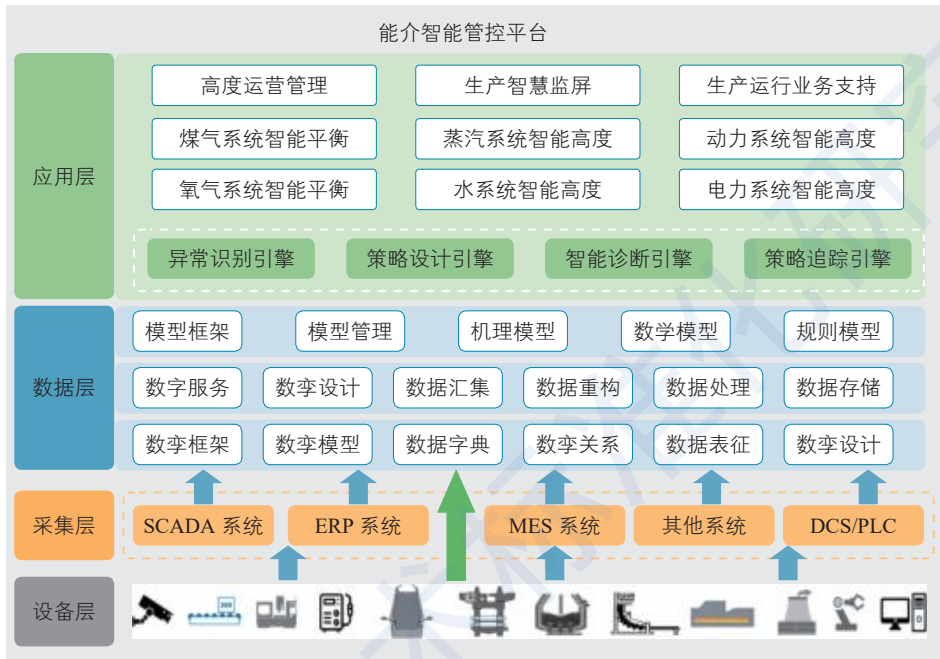 能介智能管控平台
应用层
高度运营管理 生产智慧监屏 生产运行业务支持
煤气系统智能平衡 蒸汽系统智能高度 动力系统智能高度
氧气系统智能平衡 水系统智能高度 电力系统智能高度
异常识别引擎 策略设计引擎 智能诊断引擎 策略追踪引擎
数据层
模型框架 模型管理 机理模型 数学模型 规则模型
数字服务 数孪设计 数据汇集 数据重构 数据处理 数据存储
数孪框架 数孪模型 数据字典 数孪关系 数据表征 数孪设计
采集层
SCADA 系统 ERP 系统 MES 系统 其他系统 DCS/PLC
设备层
术标准化研究